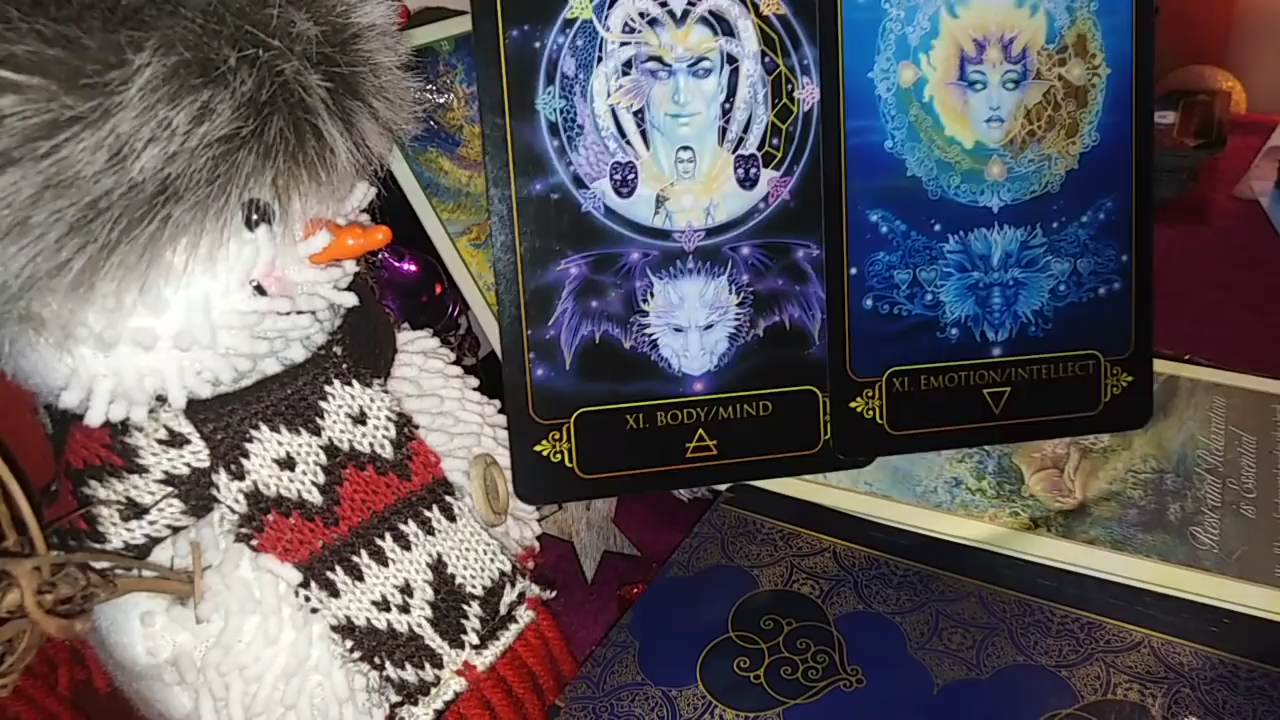 XI. BODY/MIND
XI. EMOTION/INTELLECT
Rest and Relaxation
is Essential